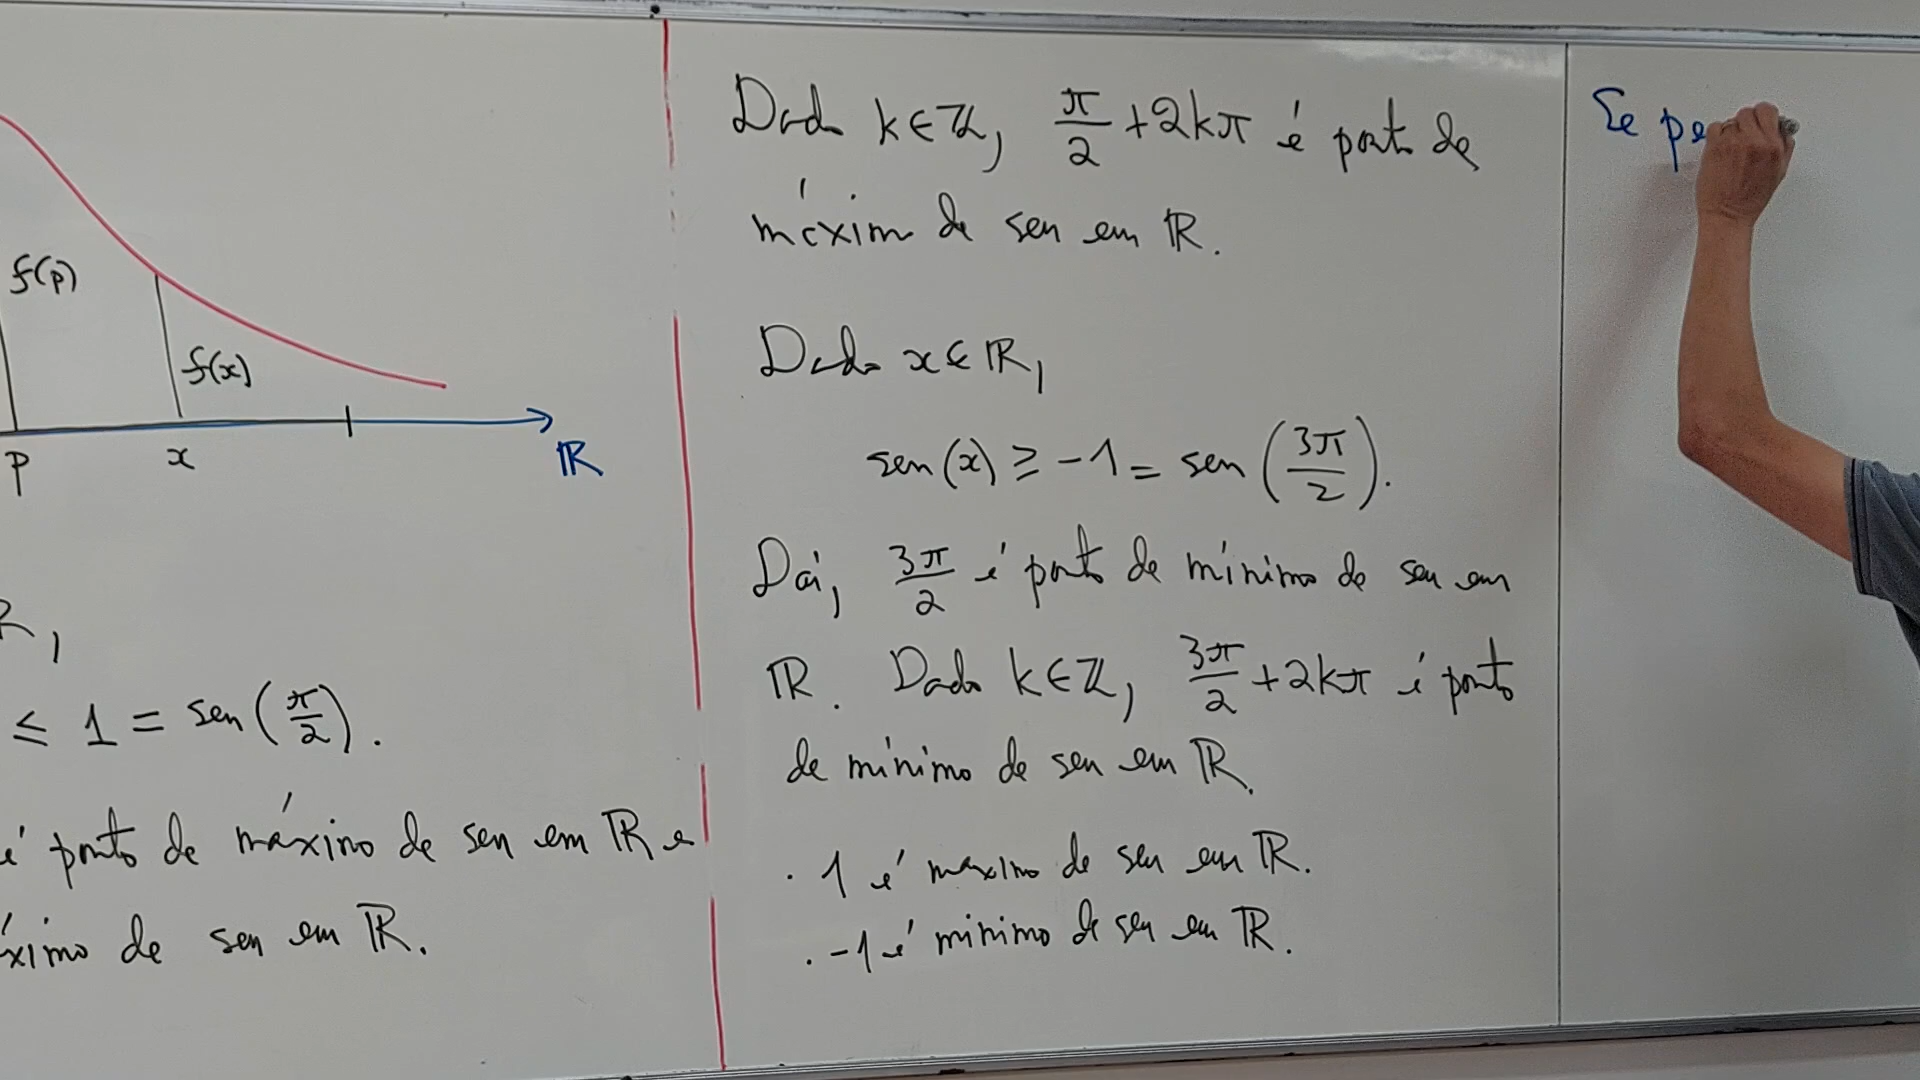 f(p)
f(x)
p x ℝ
ℝ,
≤ 1 = sen(π/2).
é ponto de máximo de sen em ℝ e
áximo de sen em ℝ.
Dado k∈ℤ, π/2 + 2kπ é ponto de
máximo de sen em ℝ.
Dado x∈ℝ,
sen(x) ≥ -1 = sen(3π/2).
Daí, 3π/2 é ponto de mínimo de sen em
ℝ. Dado k∈ℤ, 3π/2 + 2kπ é ponto
de mínimo de sen em ℝ.
· 1 é máximo de sen em ℝ.
· -1 é mínimo de sen em ℝ.
Se pe